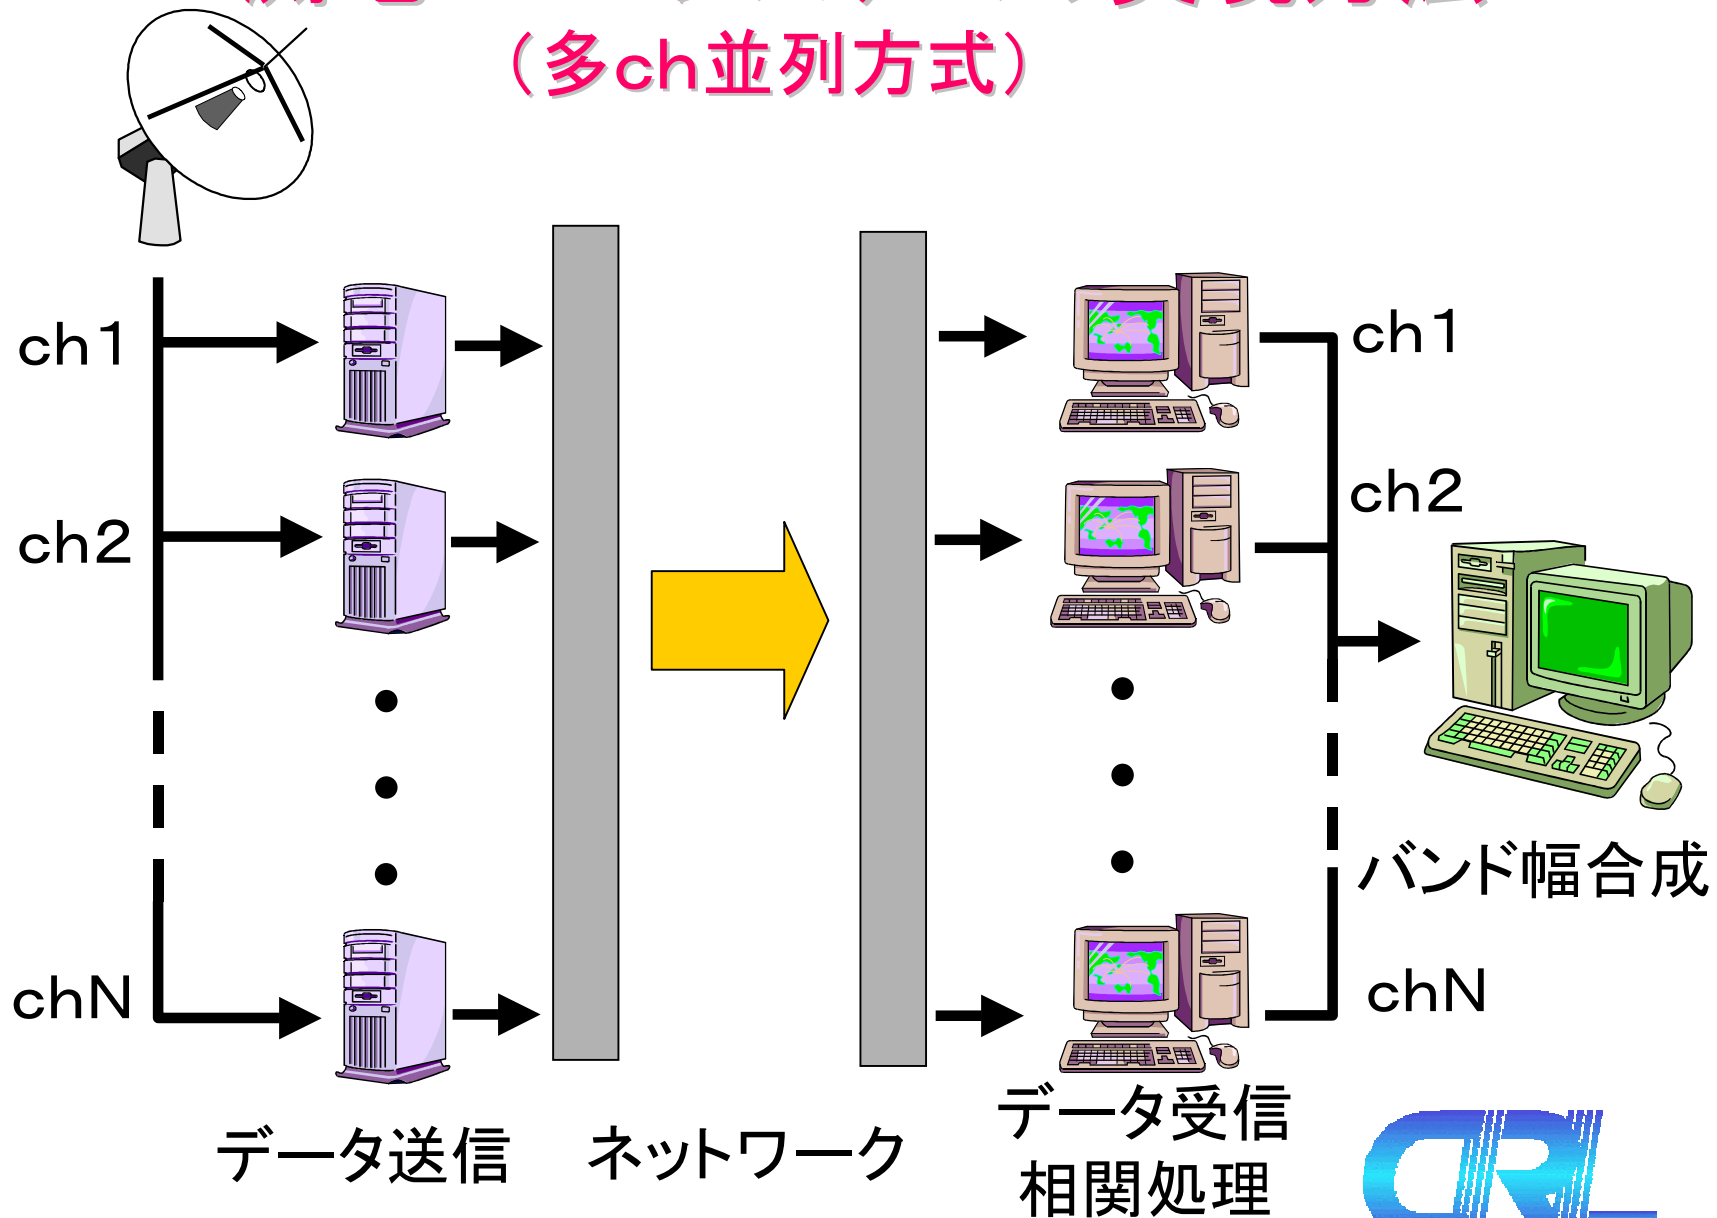 (多ch並列方式)
ch1
ch1
ch2
ch2
バンド幅合成
chN
chN
データ送信
ネットワーク
データ受信
相関処理
CRL